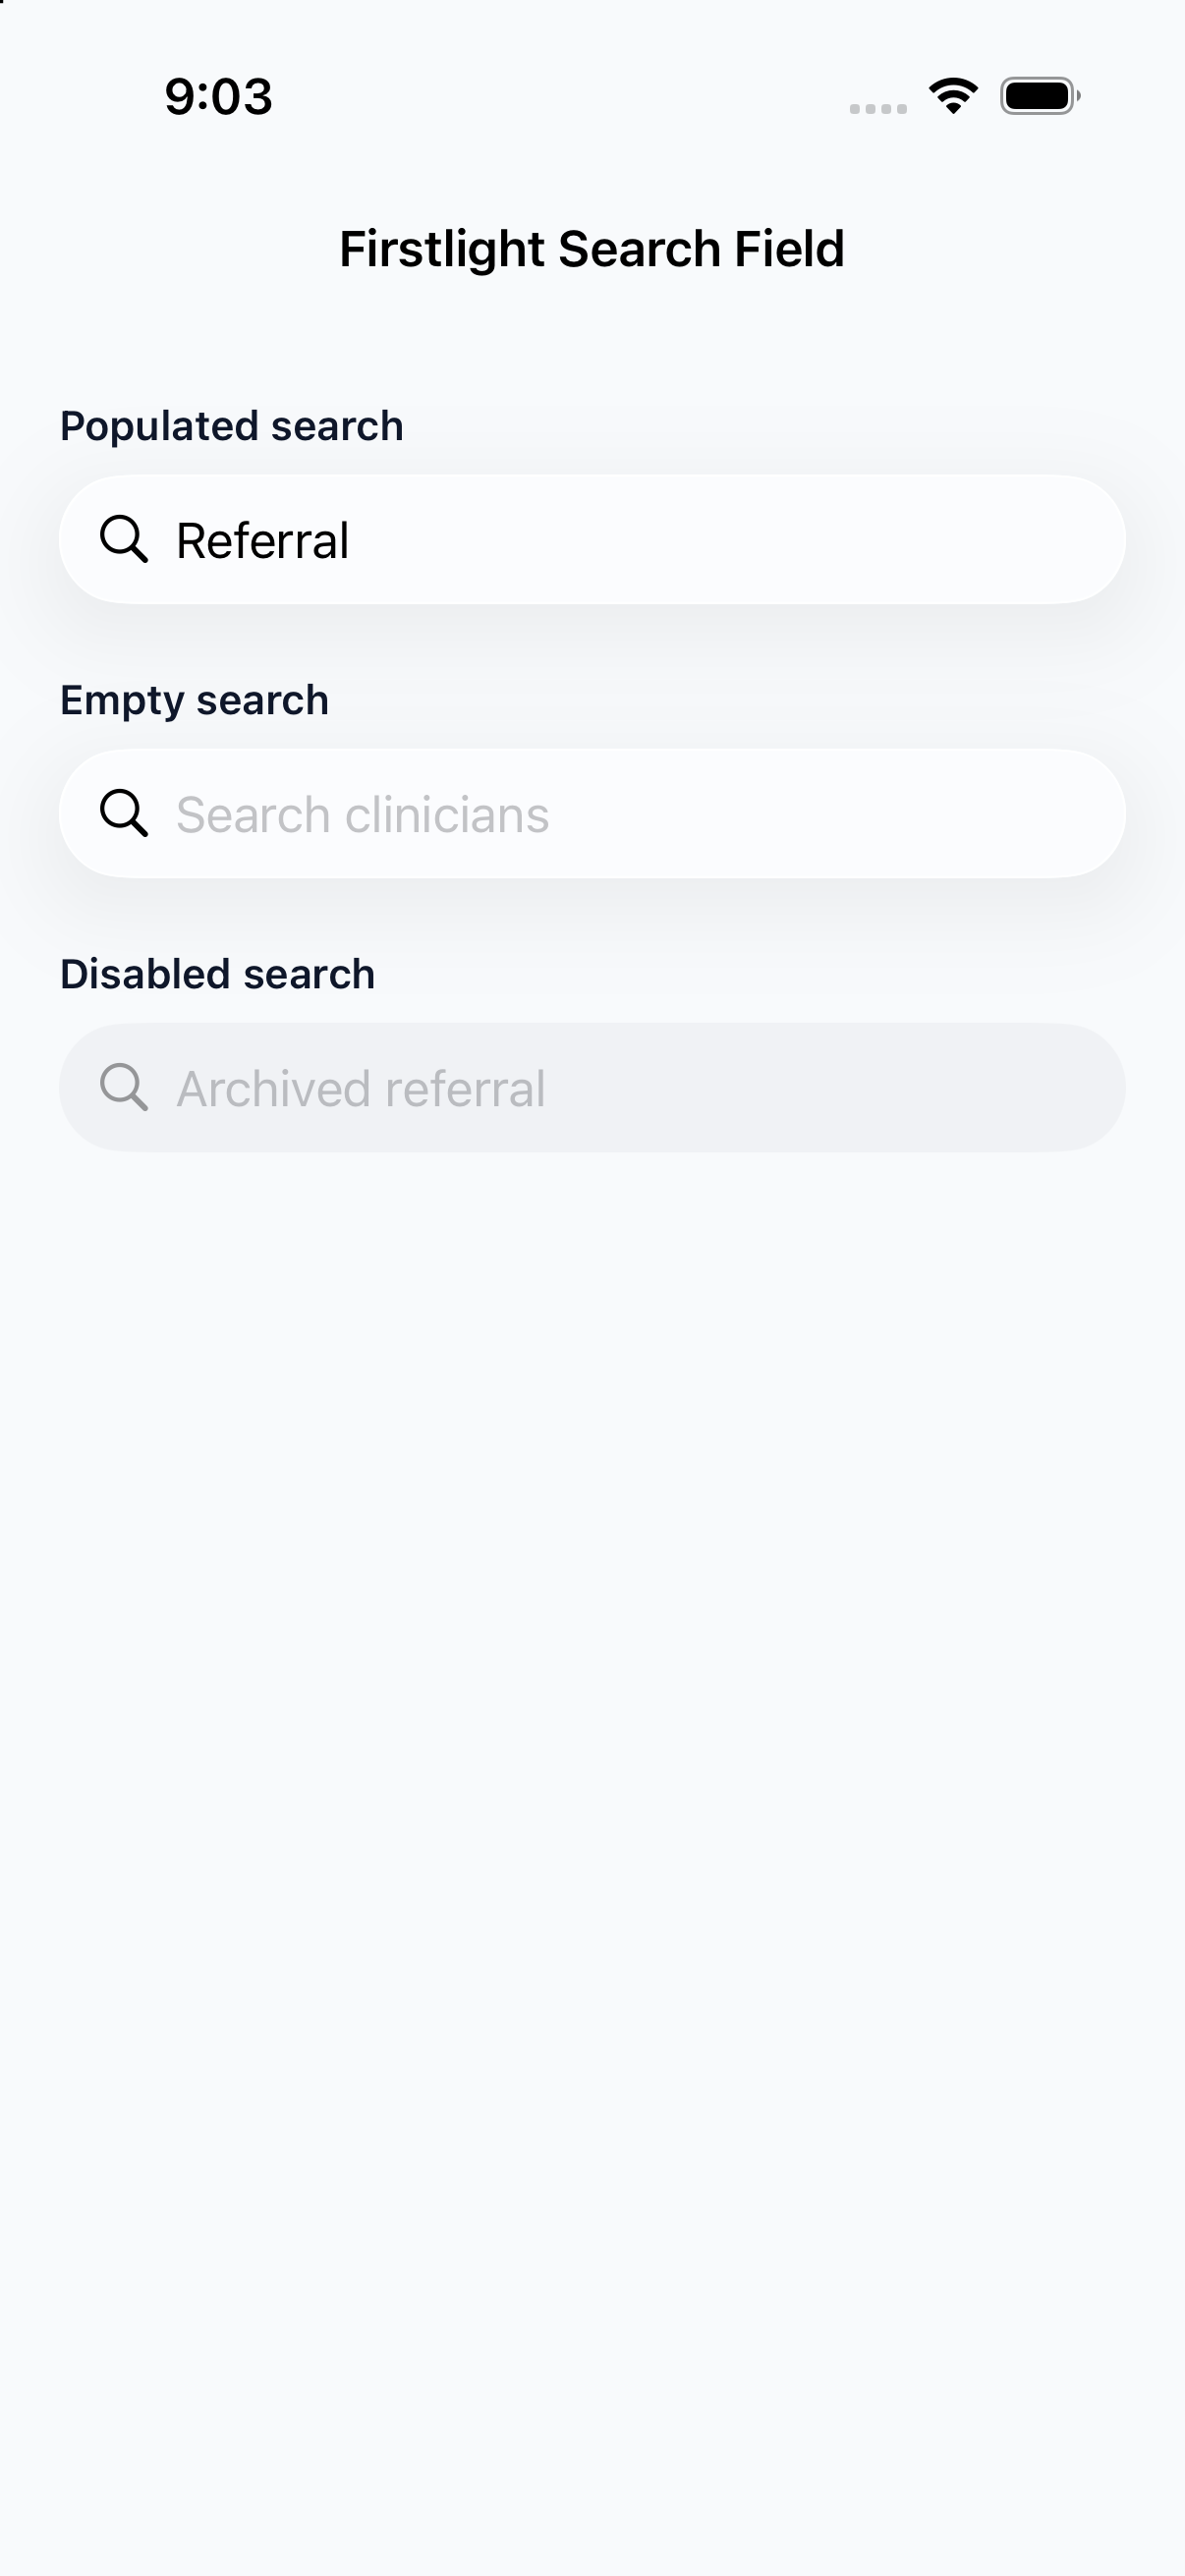 9:03
Firstlight Search Field
Populated search
Referral
Empty search
Search clinicians
Disabled search
Archived referral